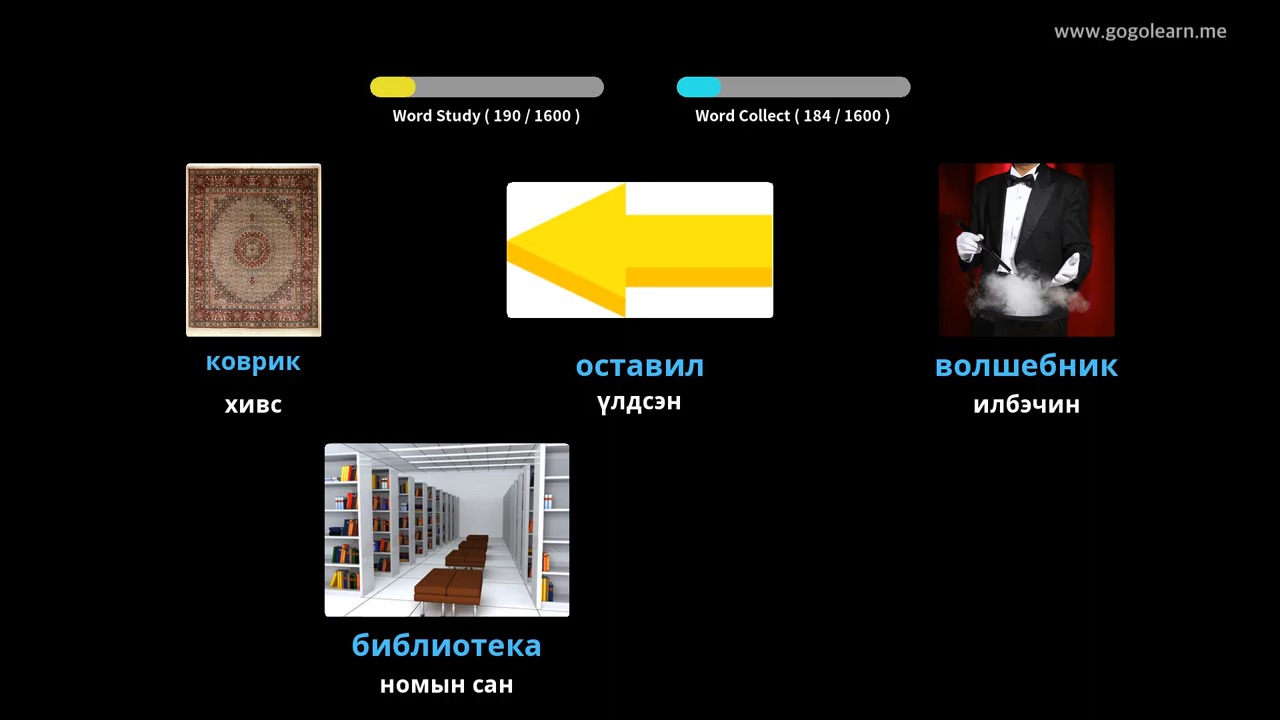 www.gogolearn.me
Word Study ( 190 / 1600 )
Word Collect ( 184 / 1600 )
коврик
хивс
оставил
үлдсэн
волшебник
илбэчин
библиотека
номын сан